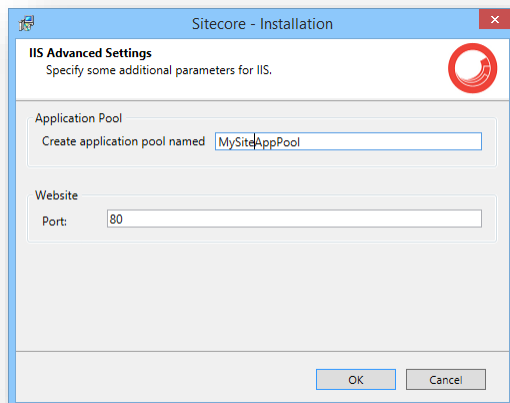 Sitecore - Installation
IIS Advanced Settings
Specify some additional parameters for IIS.
Application Pool
Create application pool named MySiteAppPool
Website
Port: 80
OK Cancel